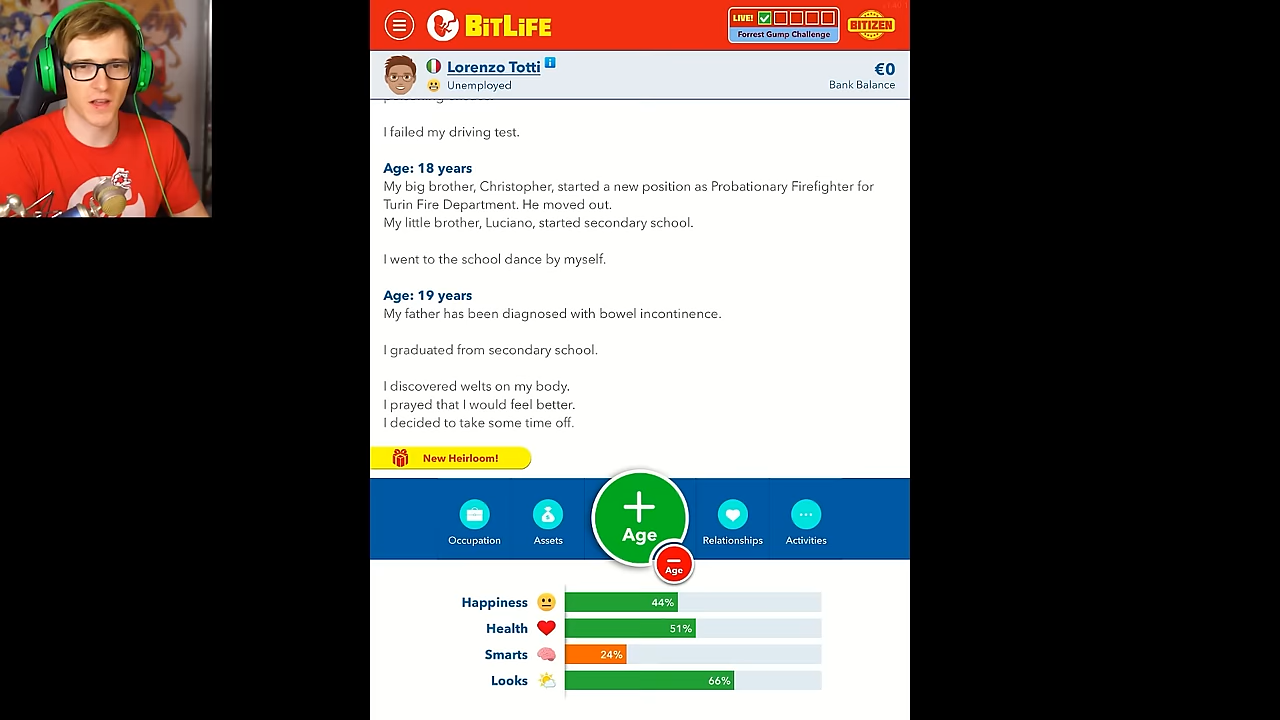 BitLife
LIVE!
Forrest Gump Challenge
BITIZEN
Lorenzo Totti
Unemployed
€0
Bank Balance
I failed my driving test.
Age: 18 years
My big brother, Christopher, started a new position as Probationary Firefighter for
Turin Fire Department. He moved out.
My little brother, Luciano, started secondary school.
I went to the school dance by myself.
Age: 19 years
My father has been diagnosed with bowel incontinence.
I graduated from secondary school.
I discovered welts on my body.
I prayed that I would feel better.
I decided to take some time off.
New Heirloom!
Occupation
Assets
Age
Relationships
Activities
Age
Happiness 44%
Health 51%
Smarts 24%
Looks 66%